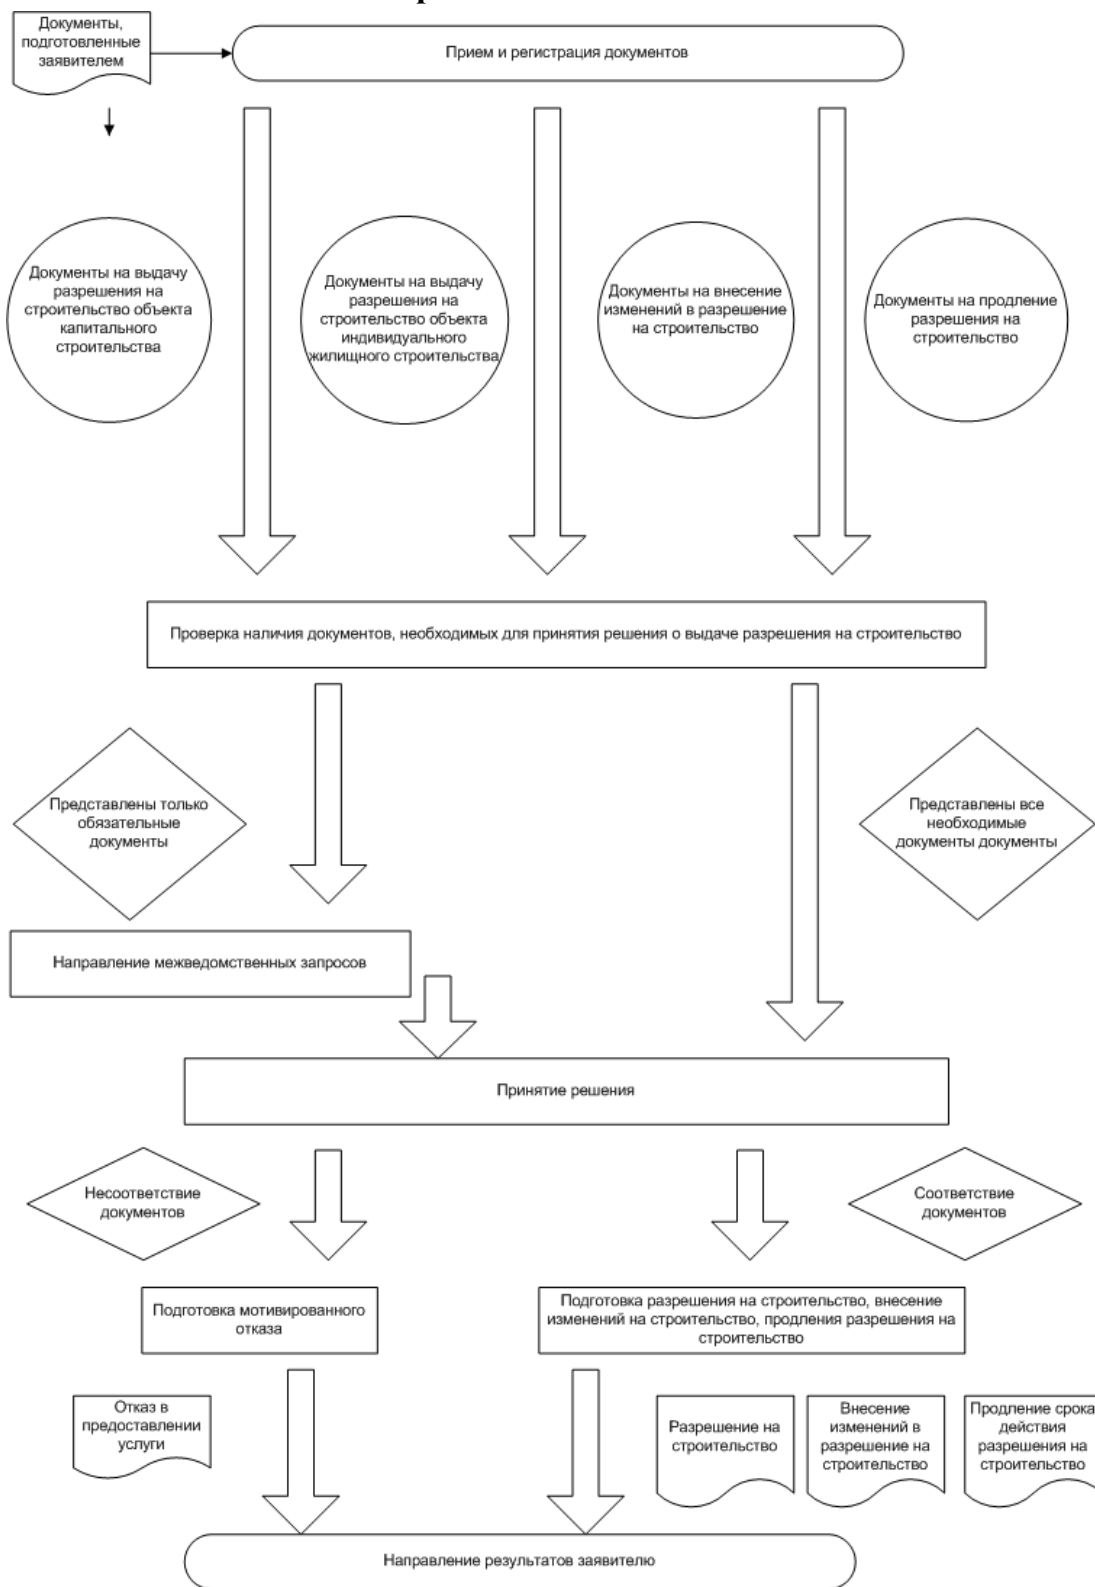 Документы,
подготовленные
заявителем
Прием и регистрация документов
Документы на выдачу
разрешения на
строительство объекта
капитального
строительства
Документы на выдачу
разрешения на
строительство объекта
индивидуального
жилищного строительства
Документы на внесение
изменений в разрешение
на строительство
Документы на продление
разрешения на
строительство
Проверка наличия документов, необходимых для принятия решения о выдаче разрешения на строительство
Представлены только
обязательные
документы
Представлены все
необходимые
документы документы
Направление межведомственных запросов
Принятие решения
Несоответствие
документов
Соответствие
документов
Подготовка мотивированного
отказа
Подготовка разрешения на строительство, внесение
изменений на строительство, продления разрешения на
строительство
Отказ в
предоставлении
услуги
Разрешение на
строительство
Внесение
изменений в
разрешение на
строительство
Продление срока
действия
разрешения на
строительство
Направление результатов заявителю